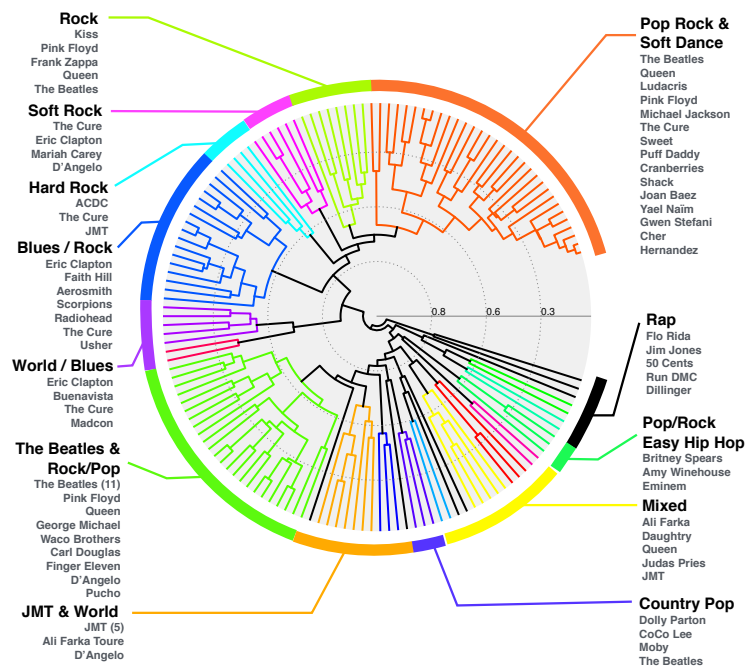 Rock
Kiss
Pink Floyd
Frank Zappa
Queen
The Beatles
Soft Rock
The Cure
Eric Clapton
Mariah Carey
D'Angelo
Hard Rock
ACDC
The Cure
JMT
Blues / Rock
Eric Clapton
Faith Hill
Aerosmith
Scorpions
Radiohead
The Cure
Usher
World / Blues
Eric Clapton
Buenavista
The Cure
Madcon
The Beatles &
Rock/Pop
The Beatles (11)
Pink Floyd
Queen
George Michael
Waco Brothers
Carl Douglas
Finger Eleven
D'Angelo
Pucho
JMT & World
JMT (5)
Ali Farka Toure
D'Angelo
0.8
0.6
0.3
Pop Rock &
Soft Dance
The Beatles
Queen
Ludacris
Pink Floyd
Michael Jackson
The Cure
Sweet
Puff Daddy
Cranberries
Shack
Joan Baez
Yael Naïm
Gwen Stefani
Cher
Hernandez
Rap
Flo Rida
Jim Jones
50 Cents
Run DMC
Dillinger
Pop/Rock
Easy Hip Hop
Britney Spears
Amy Winehouse
Eminem
Mixed
Ali Farka
Daughtry
Queen
Judas Pries
JMT
Country Pop
Dolly Parton
CoCo Lee
Moby
The Beatles